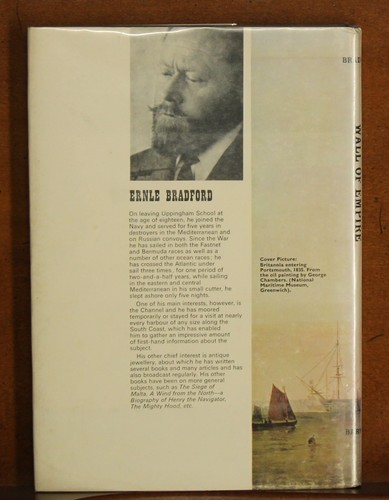 ERNLE BRADFORD
On leaving Uppingham School at
the age of eighteen, he joined the
Navy and served for five years in
destroyers in the Mediterranean and
on Russian convoys. Since the War
he has sailed in both the Fastnet
and Bermuda races as well as a
number of other ocean races; he
has crossed the Atlantic under
sail three times, for one period of
two-and-a-half years, while sailing
in the eastern and central
Mediterranean in his small cutter, he
slept ashore only five nights.
One of his main interests, however, is
the Channel and he has moored
temporarily or stayed for a visit at nearly
every harbour of any size along the
South Coast, which has enabled
him to gather an impressive amount
of first-hand information about the
subject.
His other chief interest is antique
jewellery, about which he has written
several books and many articles and has
also broadcast regularly. His other
books have been on more general
subjects, such as The Siege of
Malta, A Wind from the North—a
Biography of Henry the Navigator,
The Mighty Hood, etc.
Cover Picture:
Britannia entering
Portsmouth, 1835. From
the oil painting by George
Chambers. (National
Maritime Museum,
Greenwich).
BRAD
WALL OF EMPIRE